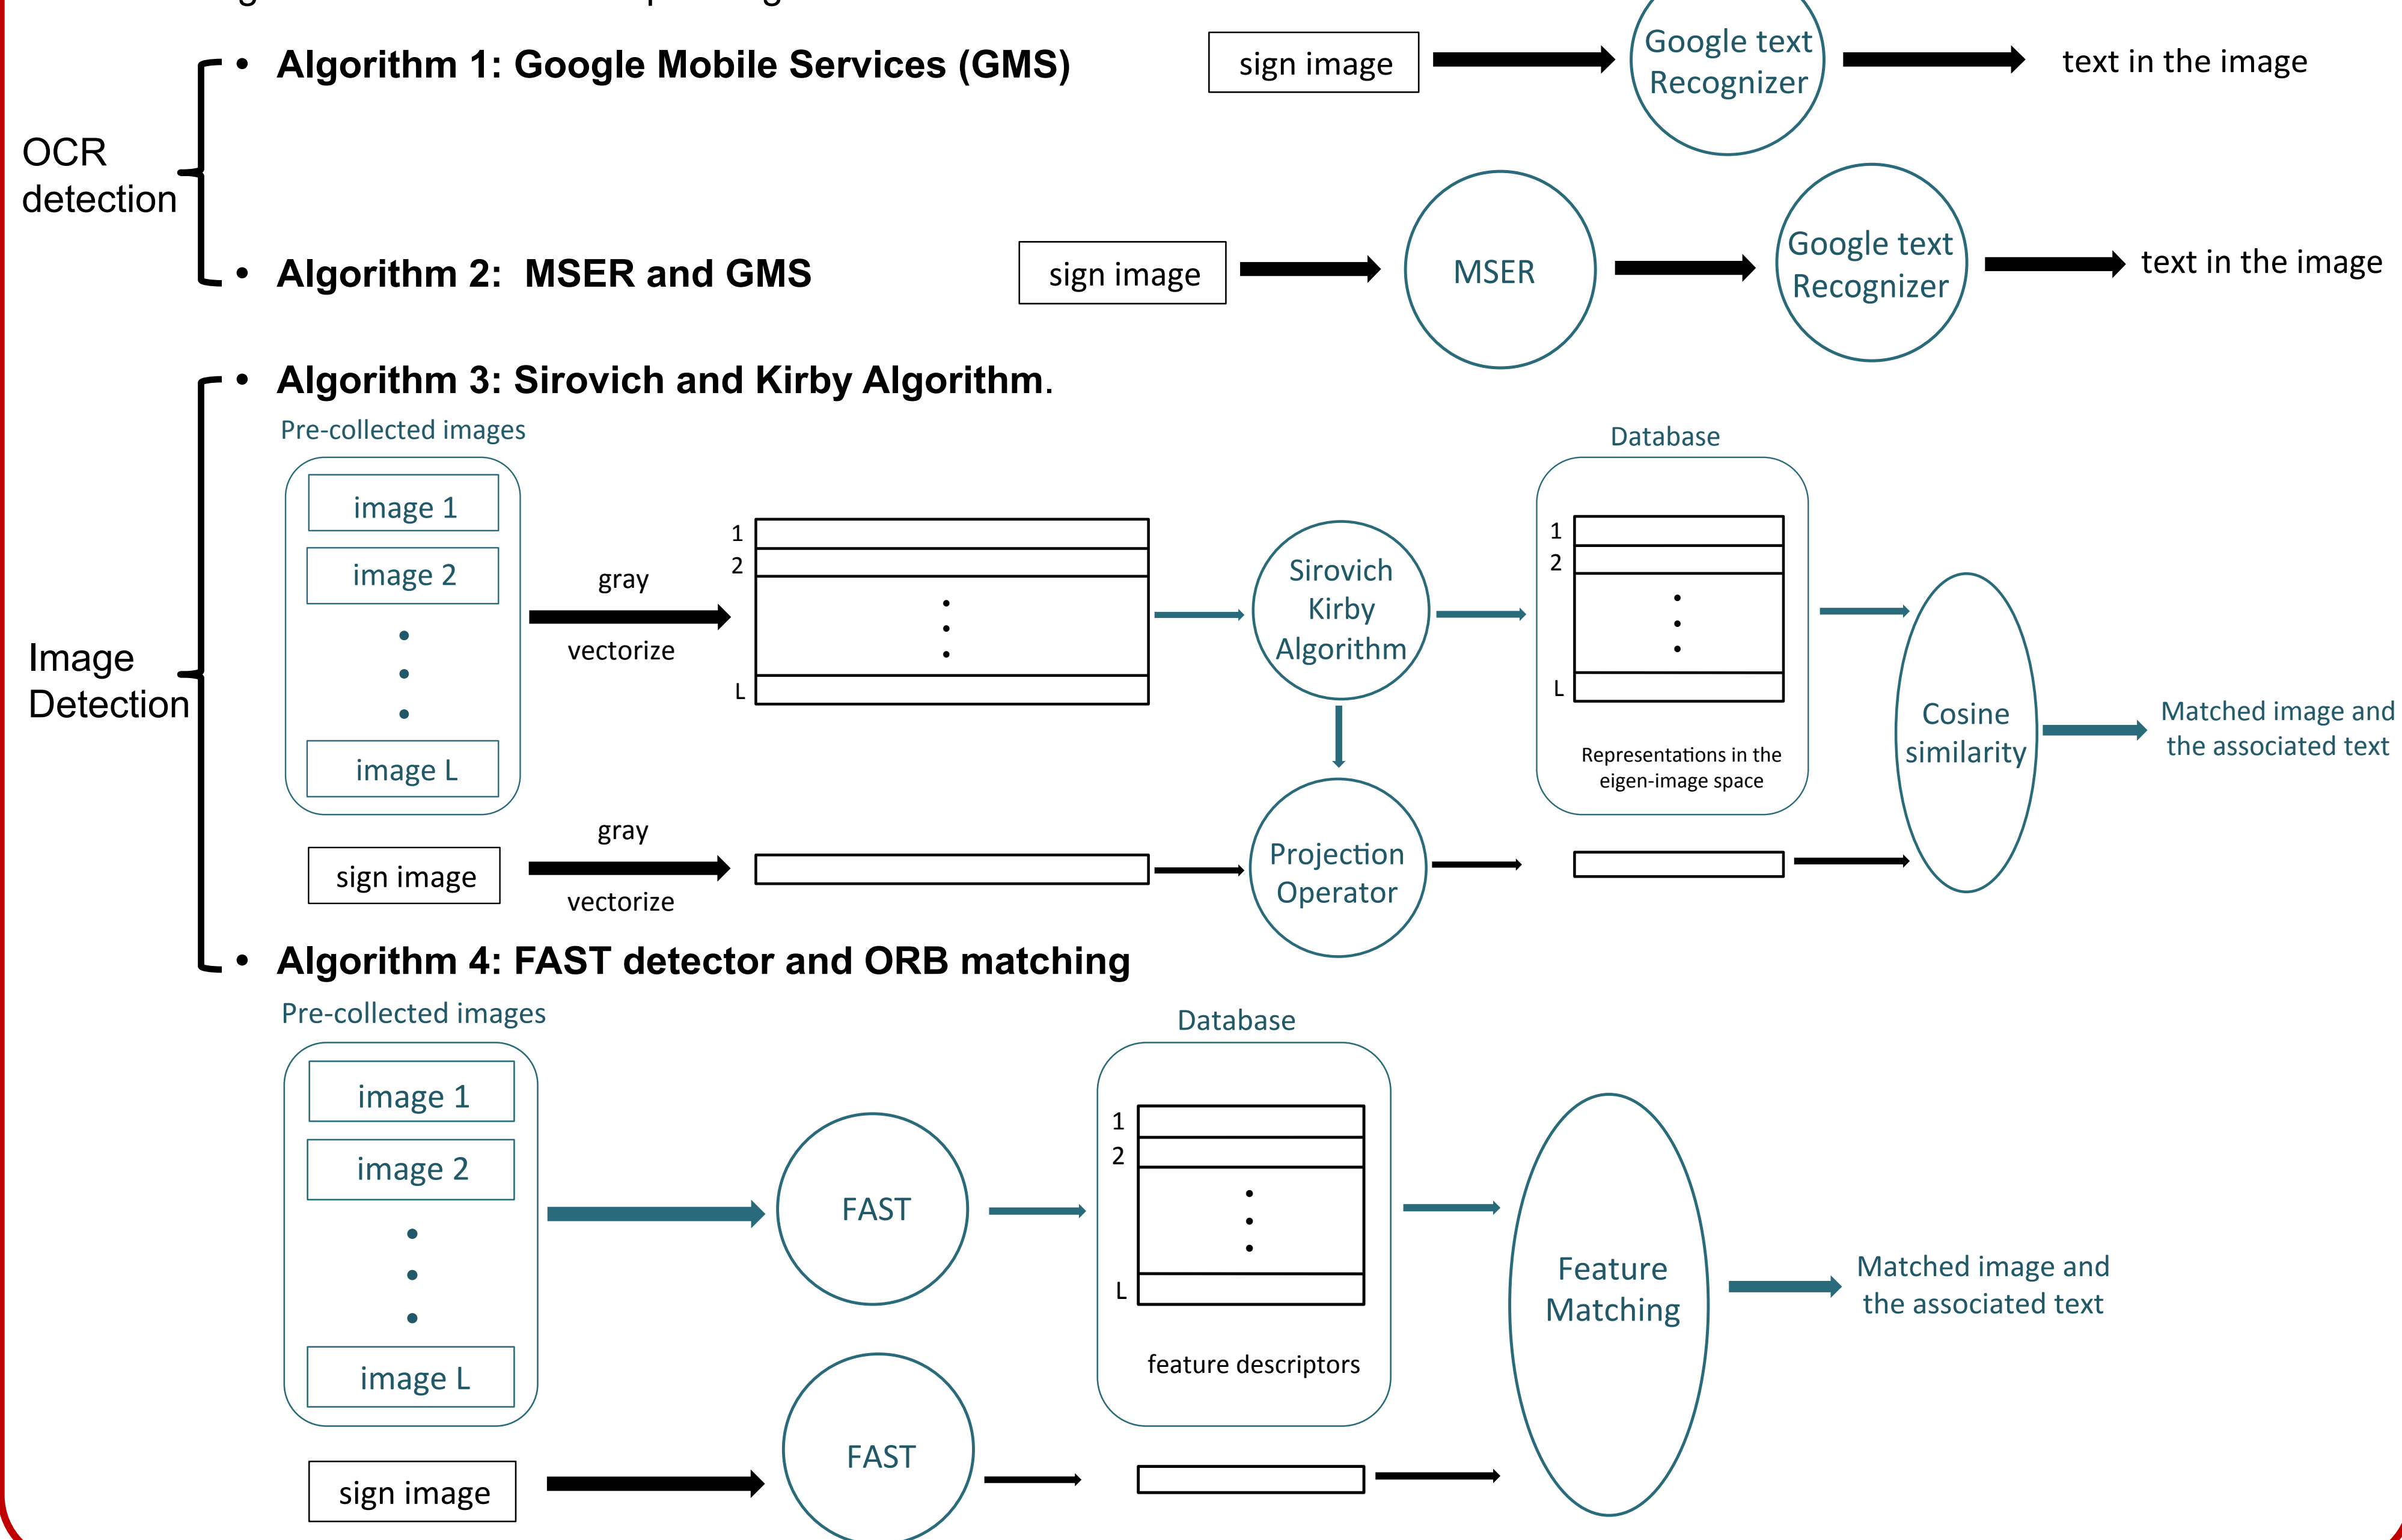 OCR
detection
• Algorithm 1: Google Mobile Services (GMS)
sign image
Google text
Recognizer
text in the image
• Algorithm 2:  MSER and GMS
sign image
MSER
Google text
Recognizer
text in the image
Image
Detection
• Algorithm 3: Sirovich and Kirby Algorithm.
Pre-collected images
image 1
image 2
image L
gray
vectorize
1
2
L
Sirovich
Kirby
Algorithm
Database
1
2
L
Representations in the
eigen-image space
Cosine
similarity
Matched image and
the associated text
sign image
gray
vectorize
Projection
Operator
• Algorithm 4: FAST detector and ORB matching
Pre-collected images
image 1
image 2
image L
FAST
Database
1
2
L
feature descriptors
Feature
Matching
Matched image and
the associated text
sign image
FAST